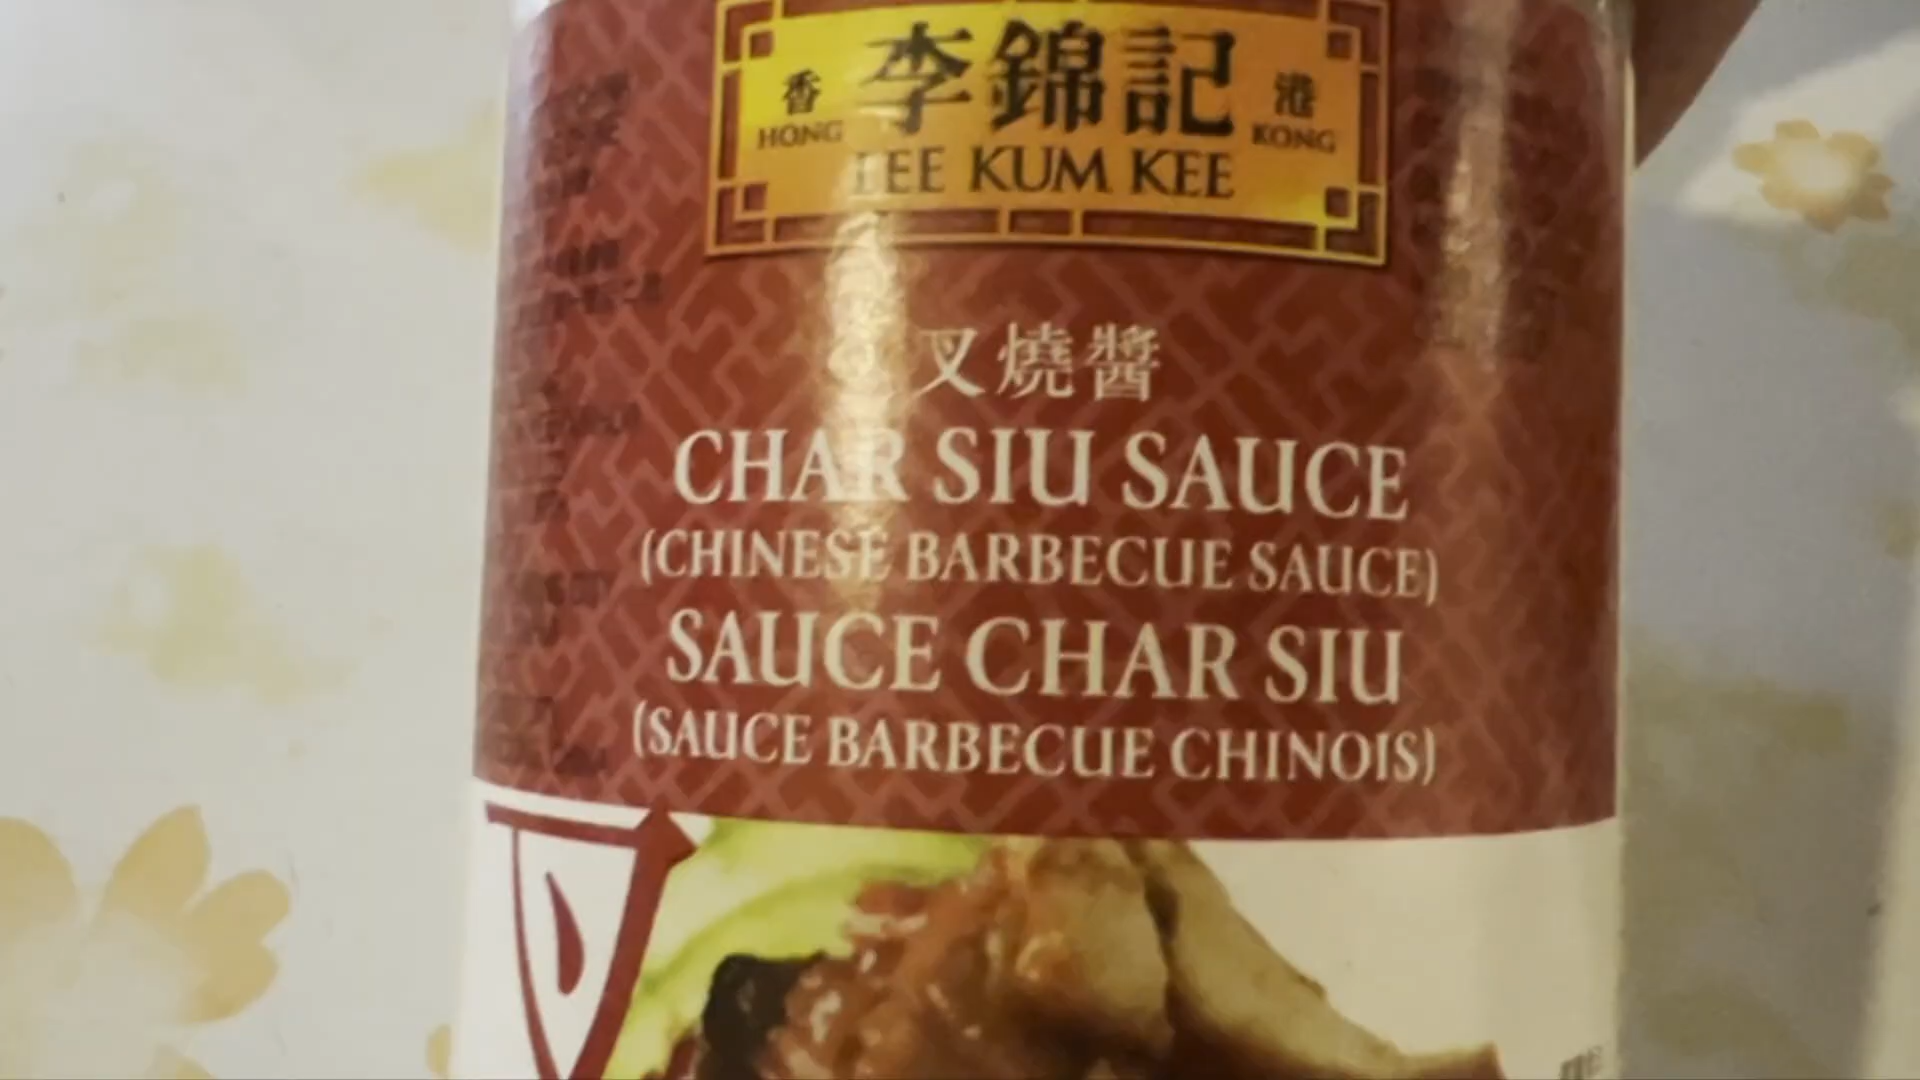 香 李錦記 港
HONG LEE KUM KEE KONG
叉燒醬
CHAR SIU SAUCE
(CHINESE BARBECUE SAUCE)
SAUCE CHAR SIU
(SAUCE BARBECUE CHINOIS)